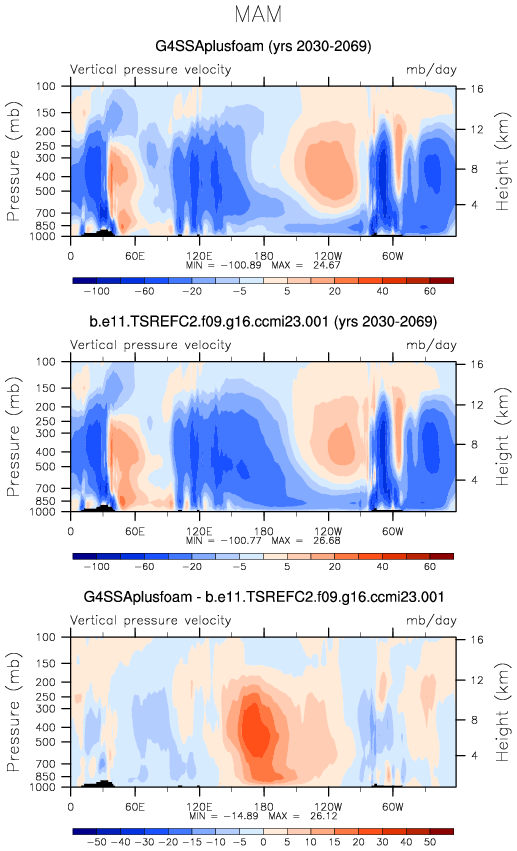 MAM
G4SSAplusfoam (yrs 2030-2069)
Vertical pressure velocity mb/day
Pressure (mb)
100
150
200
250
300
400
500
700
850
1000
16
12
8
4
Height (km)
0 60E 120E 180 120W 60W
MIN = -100.89 MAX = 24.67
-100 -60 -20 -5 5 20 40 60
b.e11.TSREFC2.f09.g16.ccmi23.001 (yrs 2030-2069)
Vertical pressure velocity mb/day
Pressure (mb)
100
150
200
250
300
400
500
700
850
1000
16
12
8
4
Height (km)
0 60E 120E 180 120W 60W
MIN = -100.77 MAX = 26.68
-100 -60 -20 -5 5 20 40 60
G4SSAplusfoam - b.e11.TSREFC2.f09.g16.ccmi23.001
Vertical pressure velocity mb/day
Pressure (mb)
100
150
200
250
300
400
500
700
850
1000
16
12
8
4
Height (km)
0 60E 120E 180 120W 60W
MIN = -14.89 MAX = 26.12
-50 -40 -30 -20 -15 -10 -5 0 5 10 15 20 30 40 50